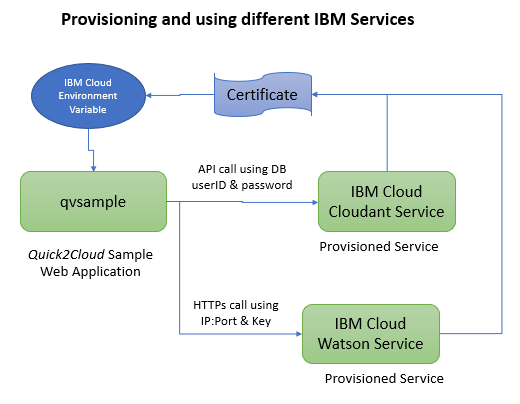 Provisioning and using different IBM Services
IBM Cloud
Environment
Variable
Certificate
API call using DB
userID & password
qvsample
IBM Cloud
Cloudant Service
Quick2Cloud Sample
Web Application
Provisioned Service
HTTPs call using
IP:Port & Key
IBM Cloud
Watson Service
Provisioned Service